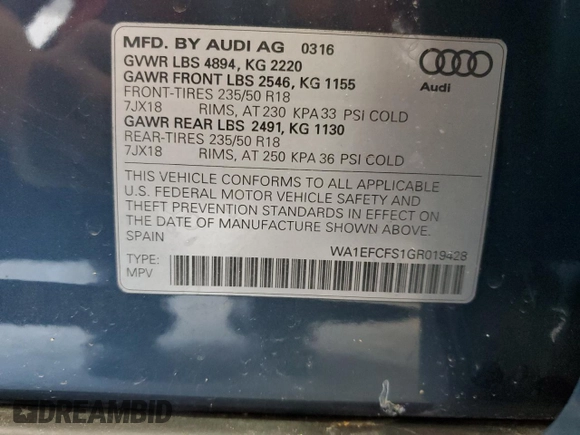 MFD. BY AUDI AG 0316
GVWR LBS 4894, KG 2220
GAWR FRONT LBS 2546, KG 1155
FRONT-TIRES 235/50 R18
7JX18 RIMS, AT 230 KPA 33 PSI COLD
GAWR REAR LBS 2491, KG 1130
REAR-TIRES 235/50 R18
7JX18 RIMS, AT 250 KPA 36 PSI COLD
Audi
THIS VEHICLE CONFORMS TO ALL APPLICABLE
U.S. FEDERAL MOTOR VEHICLE SAFETY AND
THEFT PREVENTION STANDARDS IN EFFECT ON
THE DATE OF MANUFACTURE SHOWN ABOVE.
SPAIN
WA1EFCFS1GR019428
TYPE:
MPV
DREAMBID